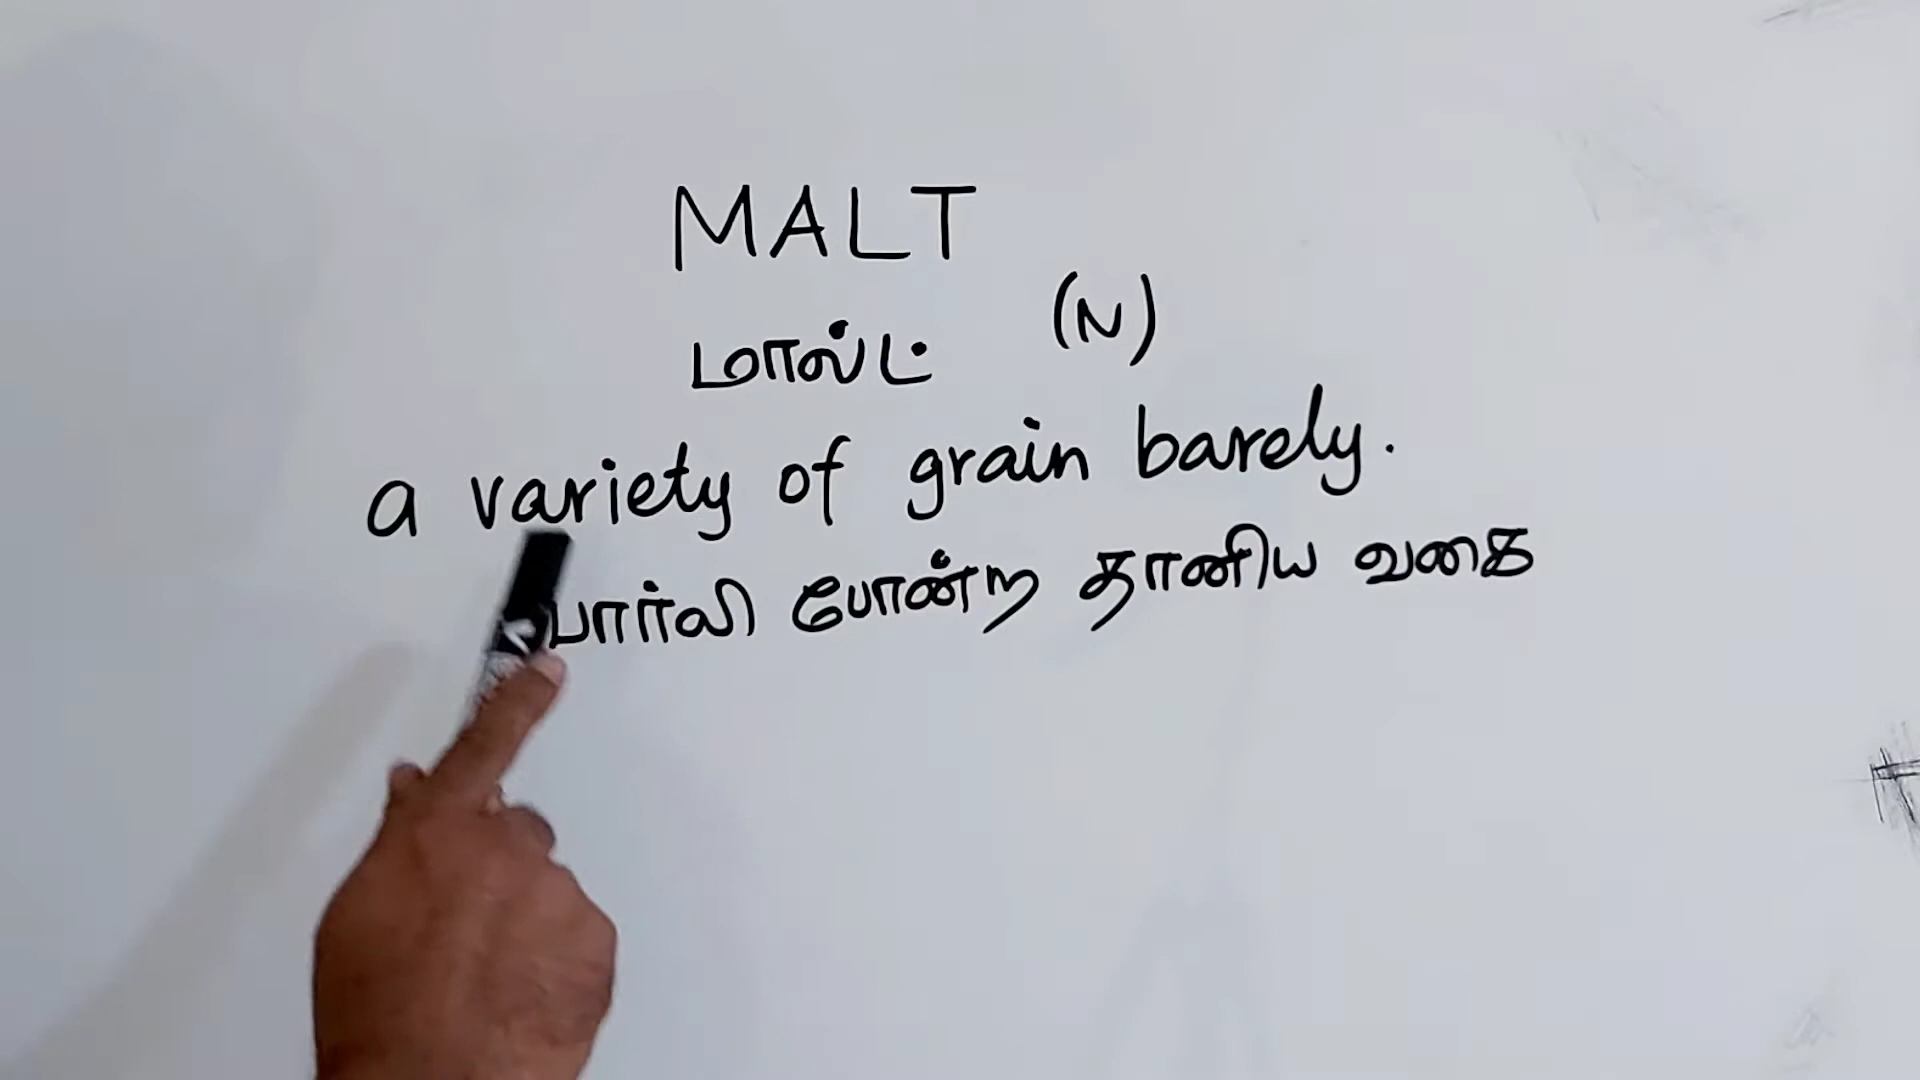 MALT
மால்ட் (N)
a variety of grain barely.
பார்லி போன்ற தானிய வகை